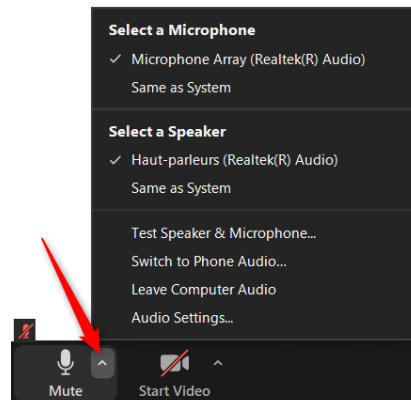 Select a Microphone
Microphone Array (Realtek(R) Audio)
Same as System
Select a Speaker
Haut-parleurs (Realtek(R) Audio)
Same as System
Test Speaker & Microphone...
Switch to Phone Audio...
Leave Computer Audio
Audio Settings...
Mute
Start Video